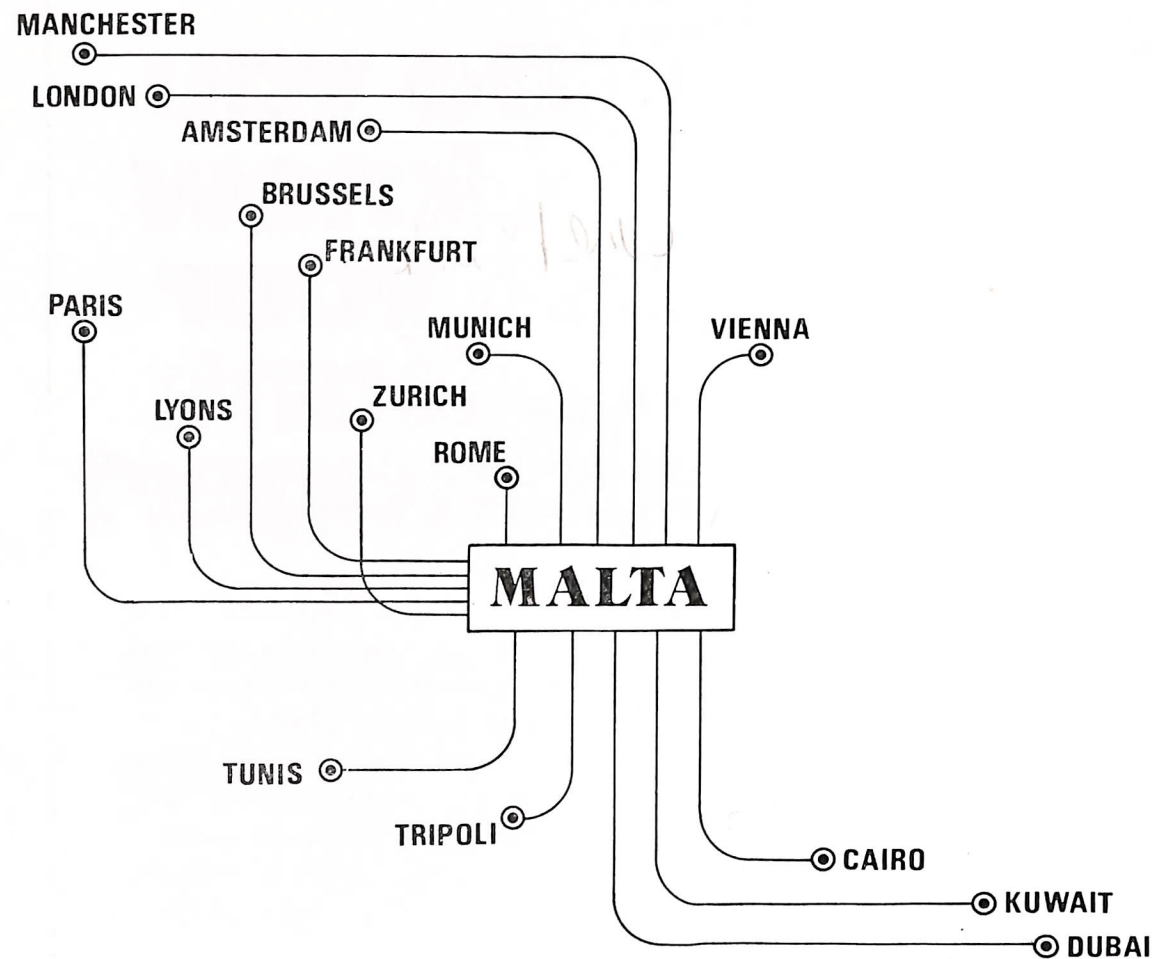 MANCHESTER
LONDON
AMSTERDAM
BRUSSELS
FRANKFURT
PARIS
MUNICH
VIENNA
ZURICH
LYONS
ROME
MALTA
TUNIS
TRIPOLI
CAIRO
KUWAIT
DUBAI